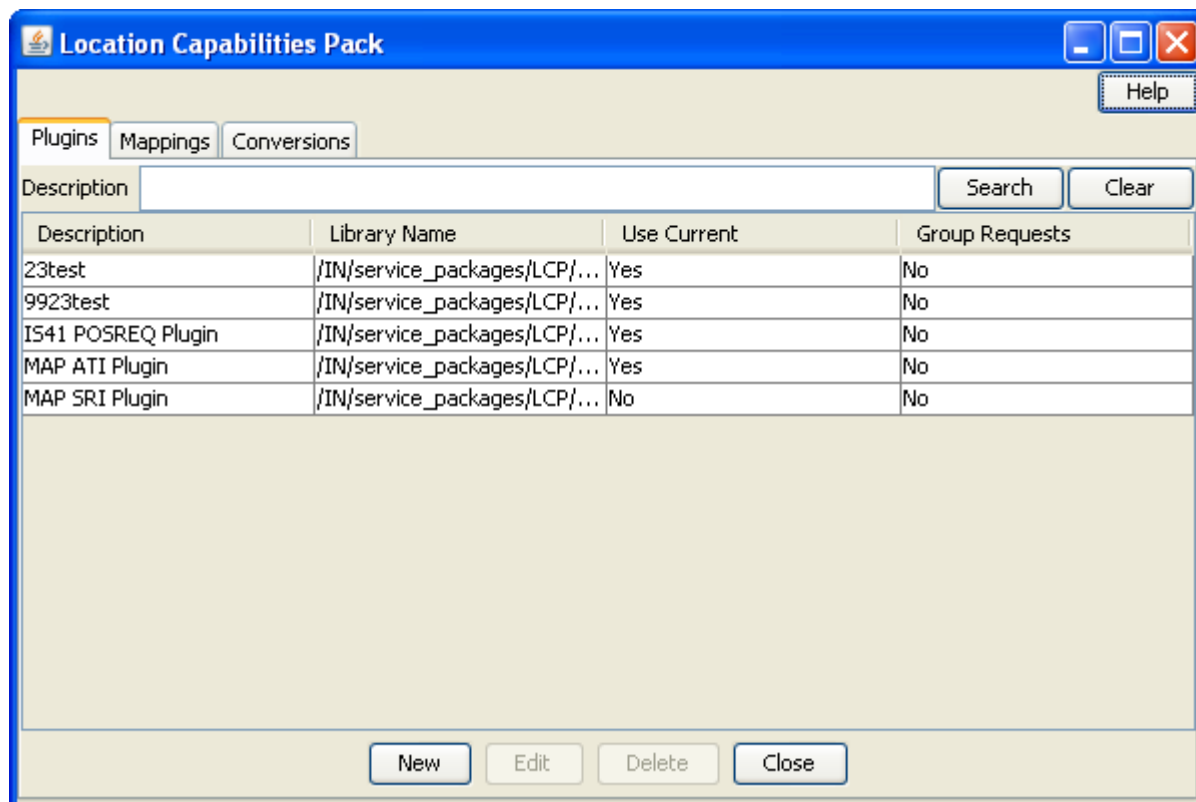 Location Capabilities Pack
Help
Plugins Mappings Conversions
Description Search Clear
Description Library Name Use Current Group Requests
23test /IN/service_packages/LCP/... Yes No
9923test /IN/service_packages/LCP/... Yes No
IS41 POSREQ Plugin /IN/service_packages/LCP/... Yes No
MAP ATI Plugin /IN/service_packages/LCP/... Yes No
MAP SRI Plugin /IN/service_packages/LCP/... No No
New Edit Delete Close